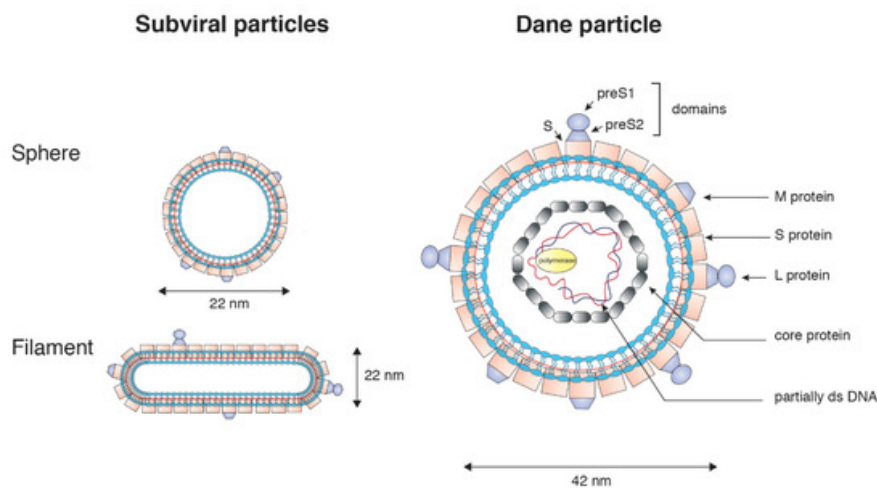 Subviral particles
Dane particle
preS1
domains
S
preS2
Sphere
M protein
S protein
polymerase
22 nm
L protein
Filament
core protein
22 nm
partially ds DNA
42 nm